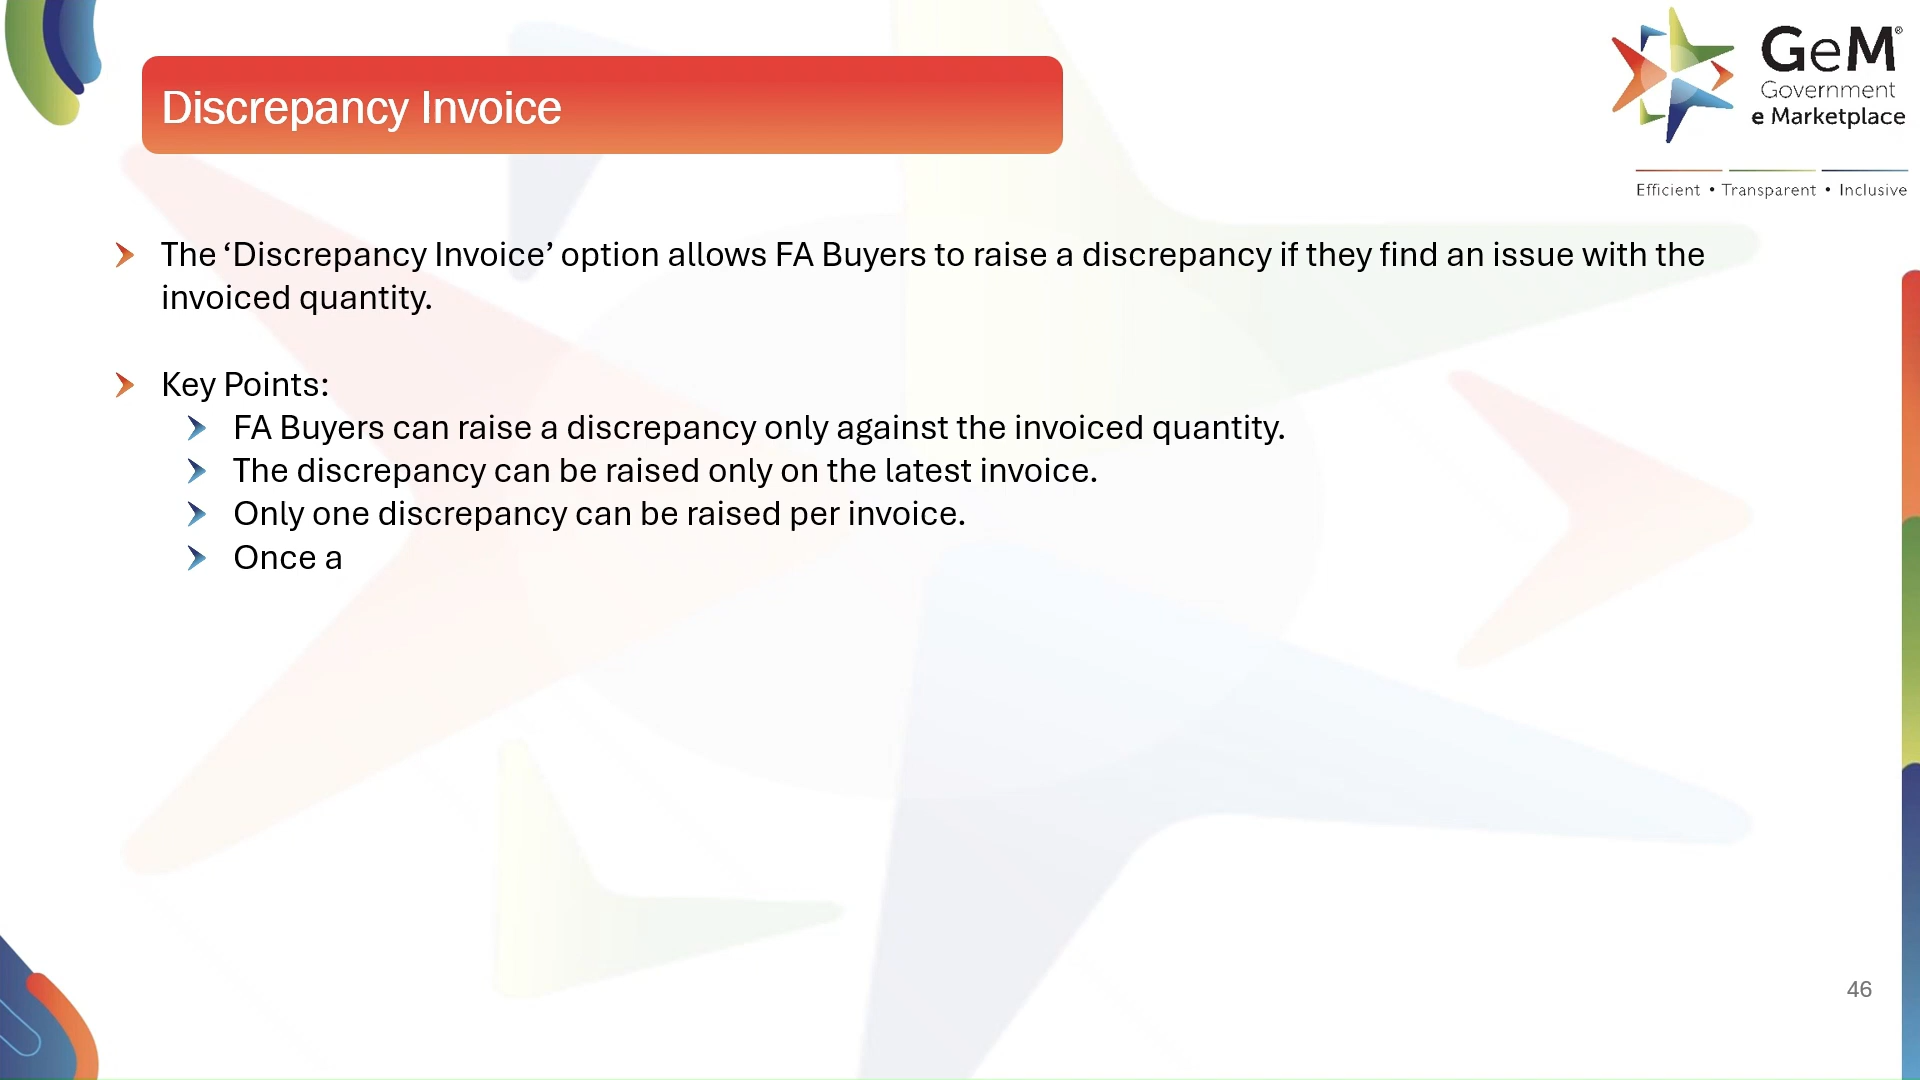 Discrepancy Invoice
GeM®
Government
e Marketplace
Efficient • Transparent • Inclusive
The ‘Discrepancy Invoice’ option allows FA Buyers to raise a discrepancy if they find an issue with the
invoiced quantity.
Key Points:
FA Buyers can raise a discrepancy only against the invoiced quantity.
The discrepancy can be raised only on the latest invoice.
Only one discrepancy can be raised per invoice.
Once a
46